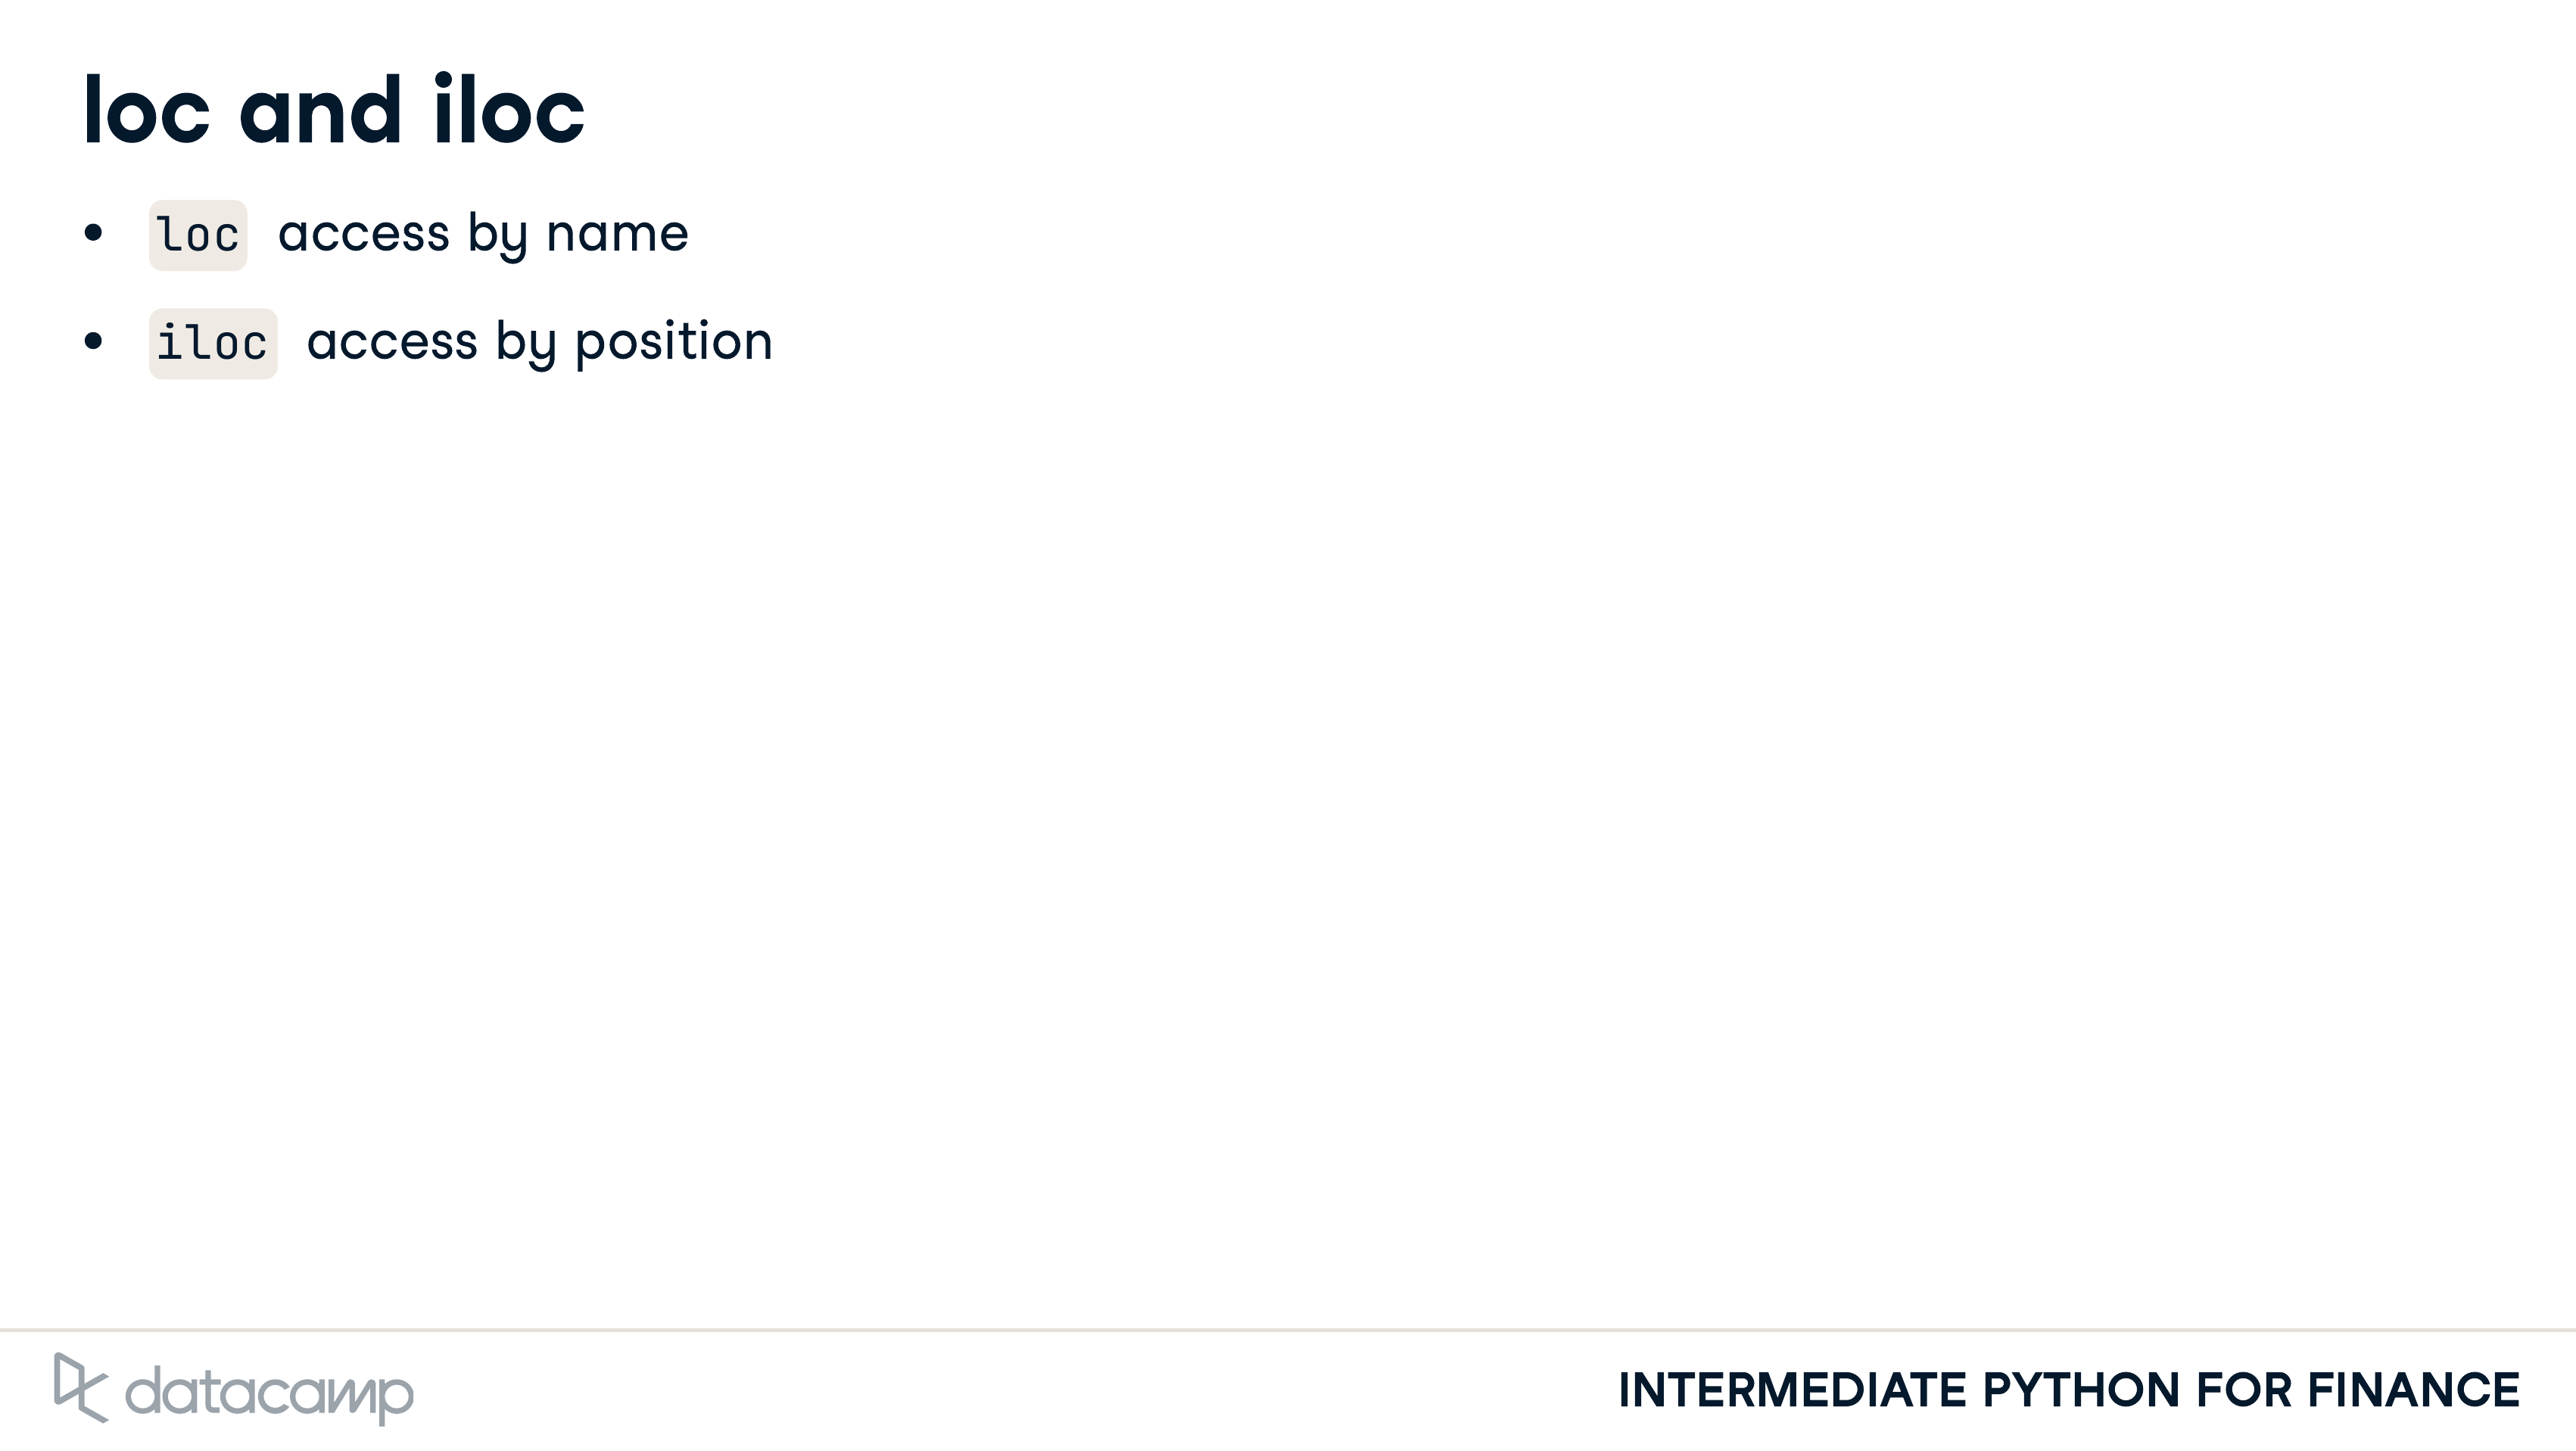 loc and iloc
• loc access by name
• iloc access by position
datacamp
INTERMEDIATE PYTHON FOR FINANCE